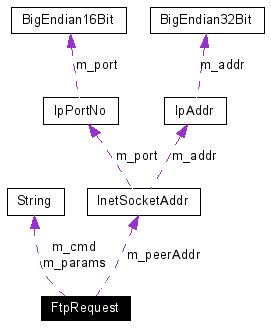 BigEndian16Bit BigEndian32Bit
m_port m_addr
IpPortNo IpAddr
m_port m_addr
String InetSocketAddr
m_cmd
m_params m_peerAddr
FtpRequest